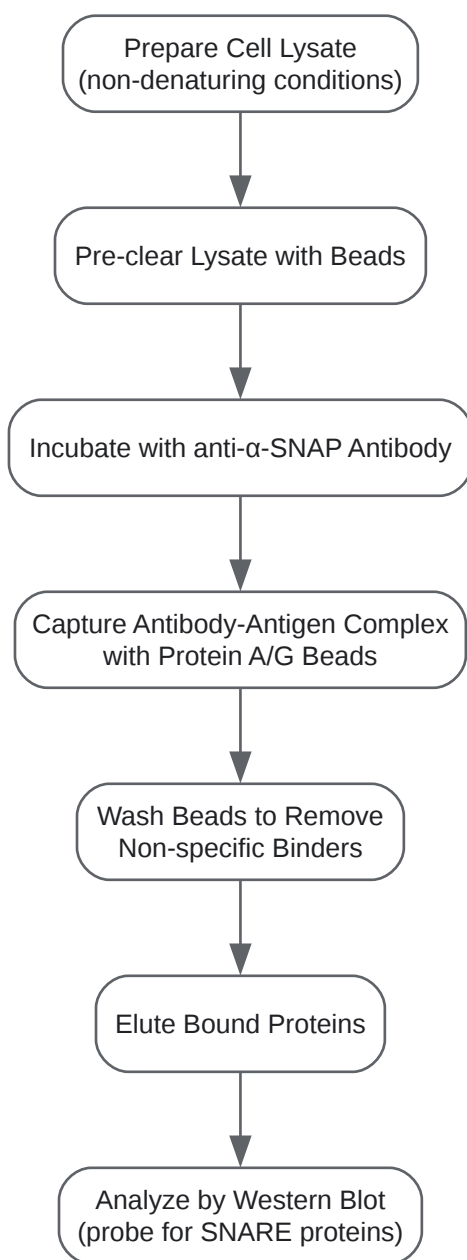 Prepare Cell Lysate
(non-denaturing conditions)
Pre-clear Lysate with Beads
Incubate with anti-α-SNAP Antibody
Capture Antibody-Antigen Complex
with Protein A/G Beads
Wash Beads to Remove
Non-specific Binders
Elute Bound Proteins
Analyze by Western Blot
(probe for SNARE proteins)